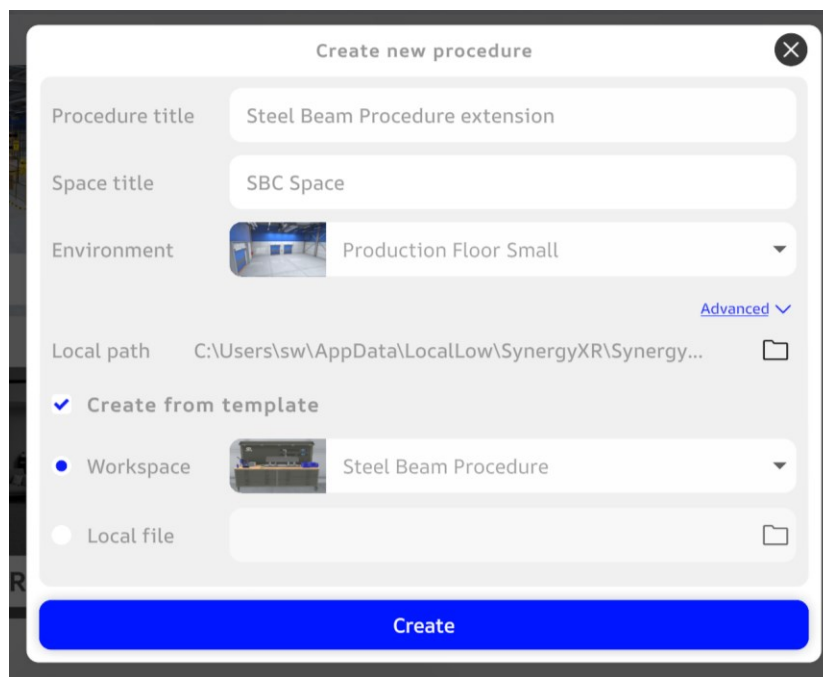 Create new procedure
Procedure title Steel Beam Procedure extension
Space title SBC Space
Environment Production Floor Small
Advanced
Local path C:\Users\sw\AppData\LocalLow\SynergyXR\Synergy...
Create from template
Workspace Steel Beam Procedure
Local file
R
Create